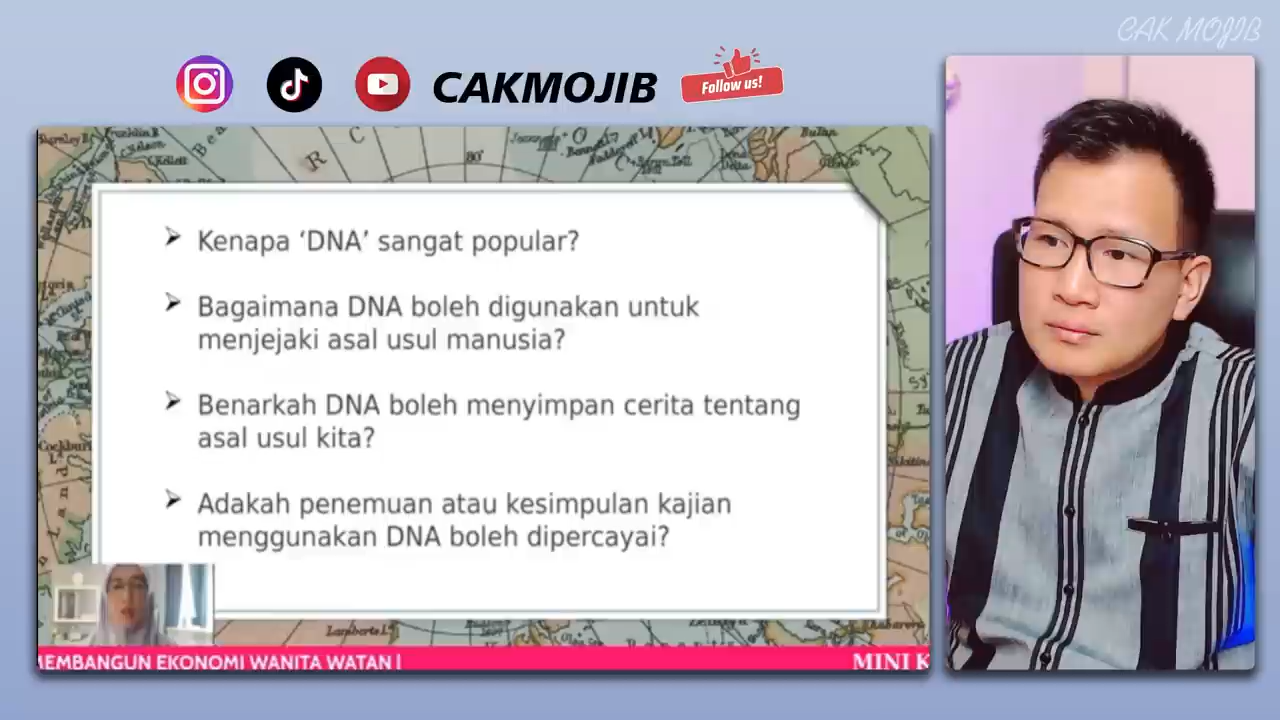 CAK MOJIB
CAKMOJIB
Follow us!
80°
Kenapa ‘DNA’ sangat popular?
Bagaimana DNA boleh digunakan untuk
menjejaki asal usul manusia?
Benarkah DNA boleh menyimpan cerita tentang
asal usul kita?
Adakah penemuan atau kesimpulan kajian
menggunakan DNA boleh dipercayai?
EMBANGUN EKONOMI WANITA WATAN |
MINI K